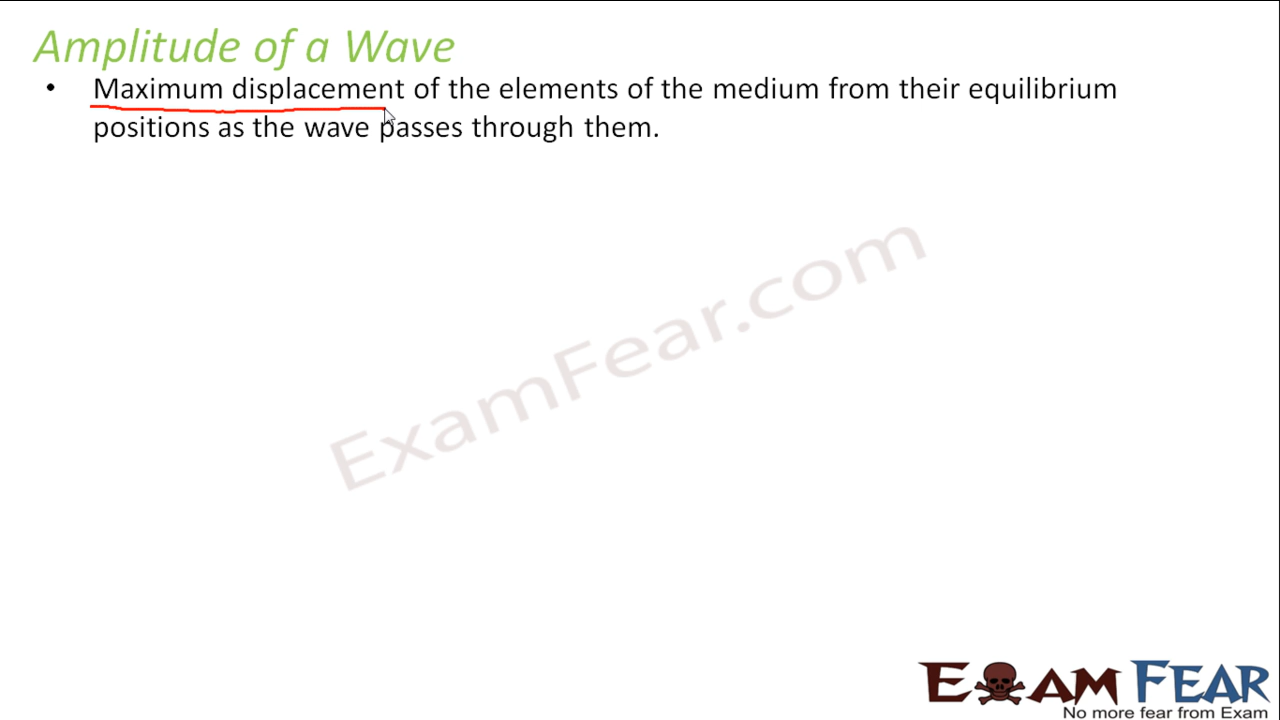 Amplitude of a Wave
• Maximum displacement of the elements of the medium from their equilibrium
positions as the wave passes through them.
ExamFear.com
EXAM FEAR
No more fear from Exam